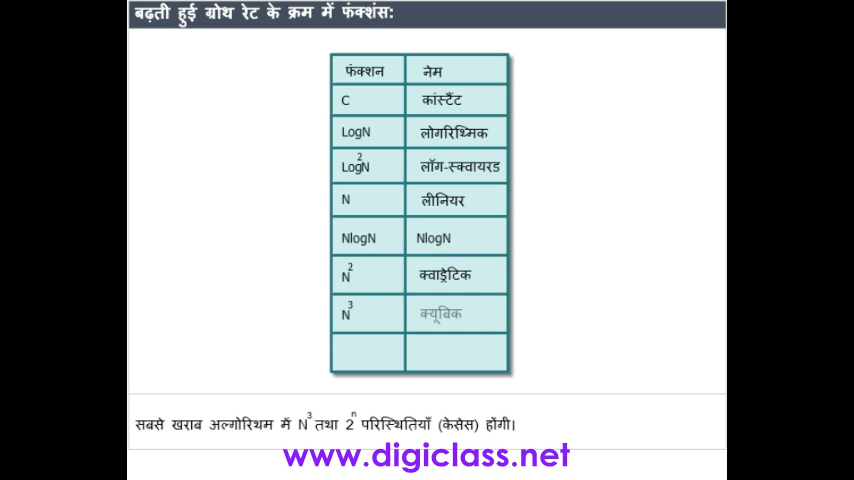 बढ़ती हुई ग्रोथ रेट के क्रम में फंक्शंस:
फंक्शन नेम
C कांस्टैंट
LogN लोगरिथ्मिक
Log²N लॉग-स्क्वायरड
N लीनियर
NlogN NlogN
N² क्वाड्रेटिक
N³ क्यूबिक
सबसे खराब अल्गोरिथम में N³ तथा 2ⁿ परिस्थितियाँ (केसेस) होंगी।
www.digiclass.net